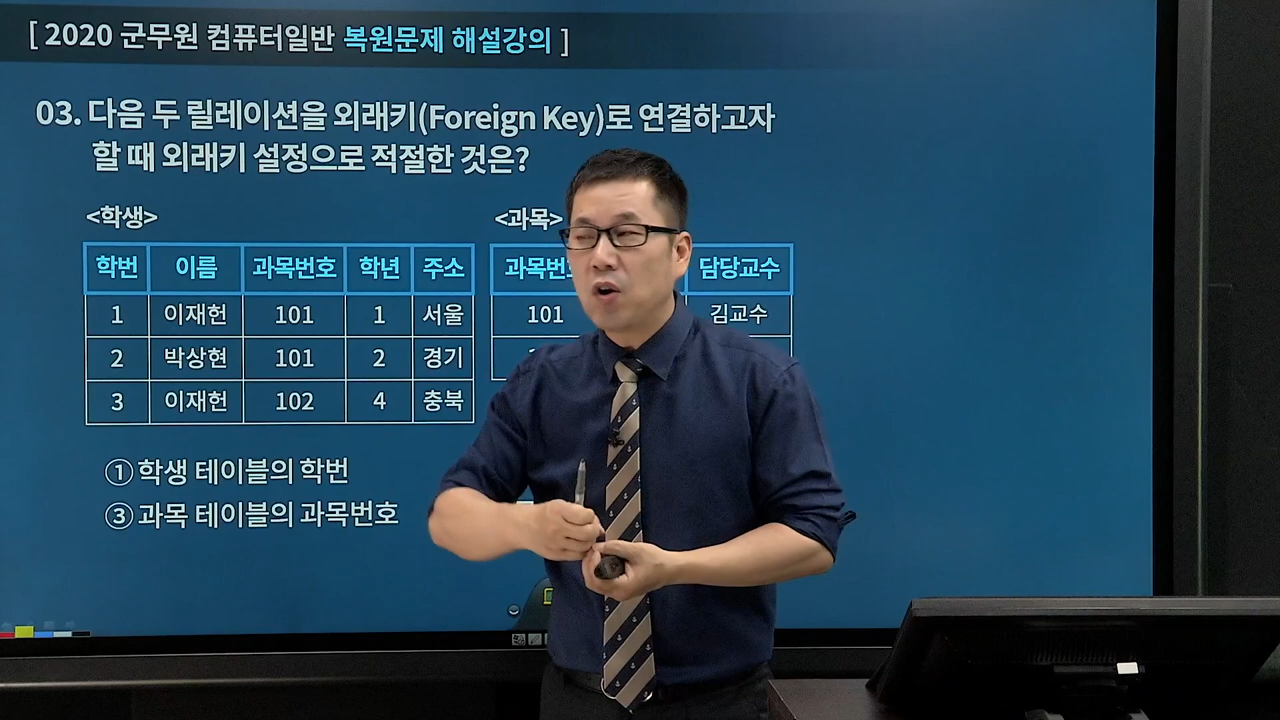 [ 2020 군무원 컴퓨터일반 복원문제 해설강의 ]
03. 다음 두 릴레이션을 외래키(Foreign Key)로 연결하고자
할 때 외래키 설정으로 적절한 것은?
<학생>
학번 이름 과목번호 학년 주소
1 이재헌 101 1 서울
2 박상현 101 2 경기
3 이재헌 102 4 충북
<과목>
담당교수
101 김교수
① 학생 테이블의 학번
③ 과목 테이블의 과목번호